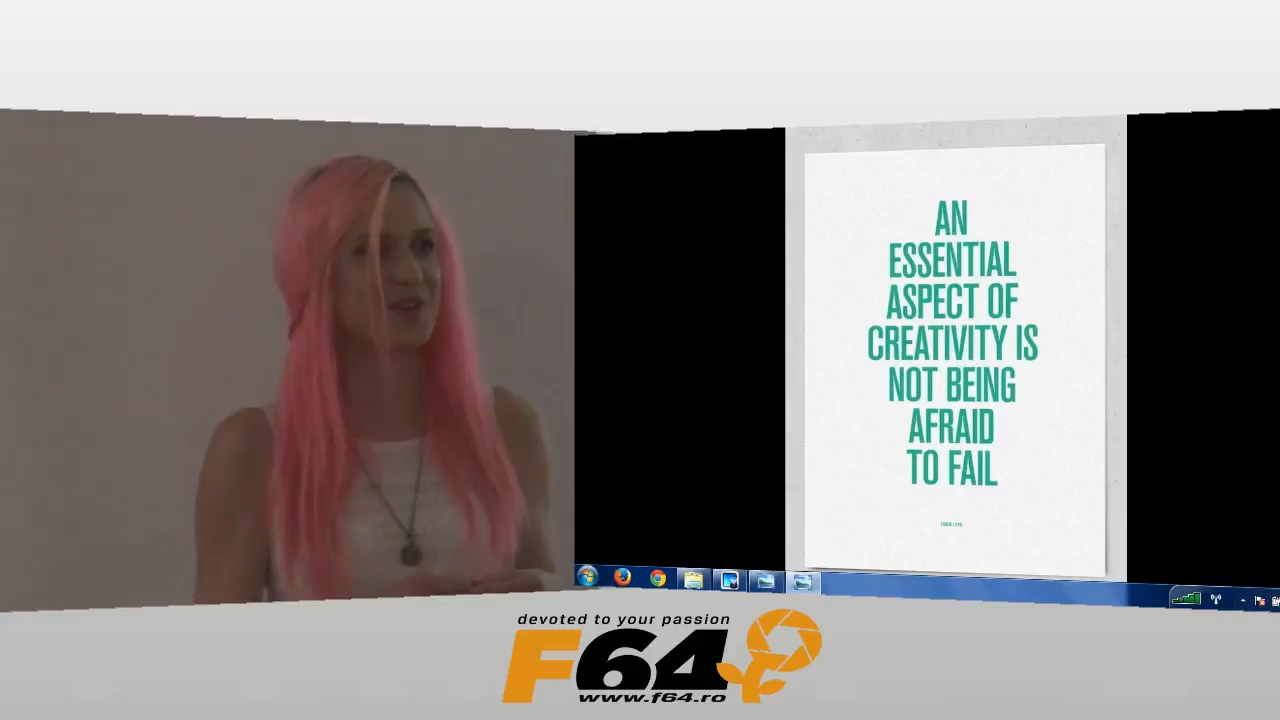 AN
ESSENTIAL
ASPECT OF
CREATIVITY IS
NOT BEING
AFRAID
TO FAIL
devoted to your passion
F64
www.f64.ro